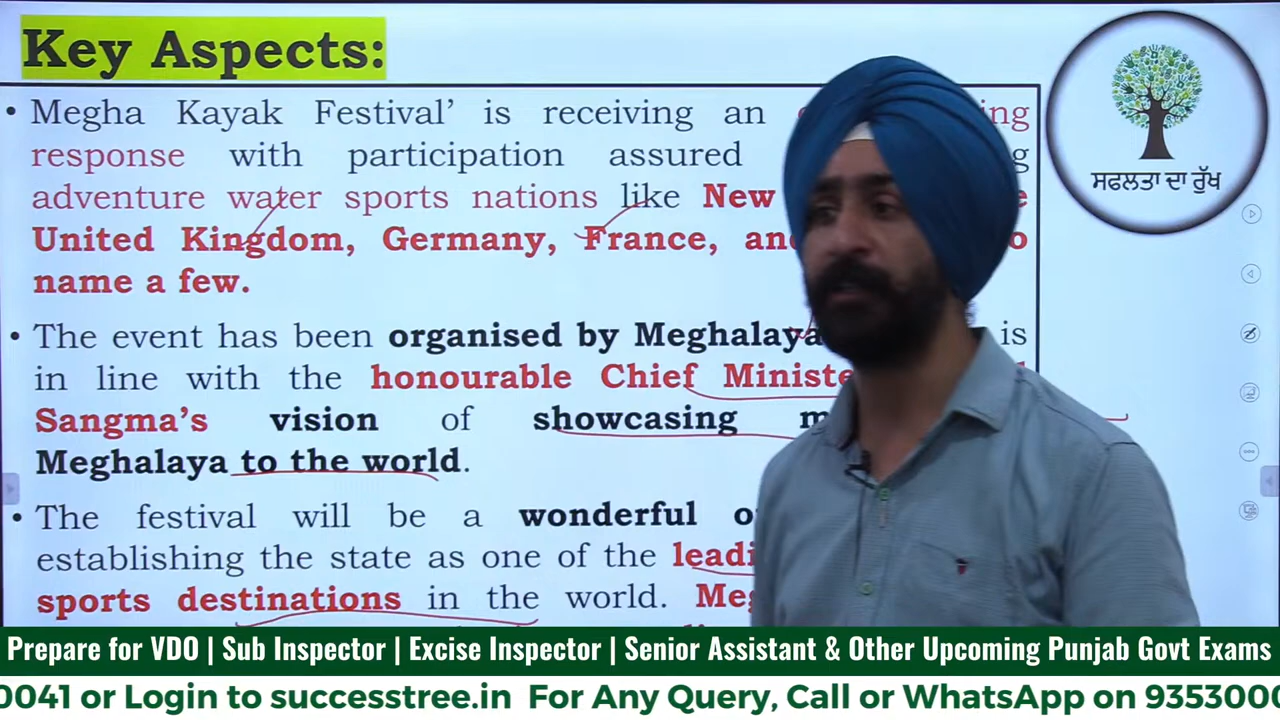 Key Aspects:
• Megha Kayak Festival’ is receiving an
response with participation assured
adventure water sports nations like New
United Kingdom, Germany, France,
name a few.
• The event has been organised by Meghalaya is
in line with the honourable Chief
Sangma’s vision of showcasing
Meghalaya to the world.
• The festival will be a wonderful
establishing the state as one of the
sports destinations in the world.
ਸਫਲਤਾ ਦਾ ਰੁੱਖ
Prepare for VDO | Sub Inspector | Excise Inspector | Senior Assistant & Other Upcoming Punjab Govt Exams
0041 or Login to successtree.in For Any Query, Call or WhatsApp on 9353000